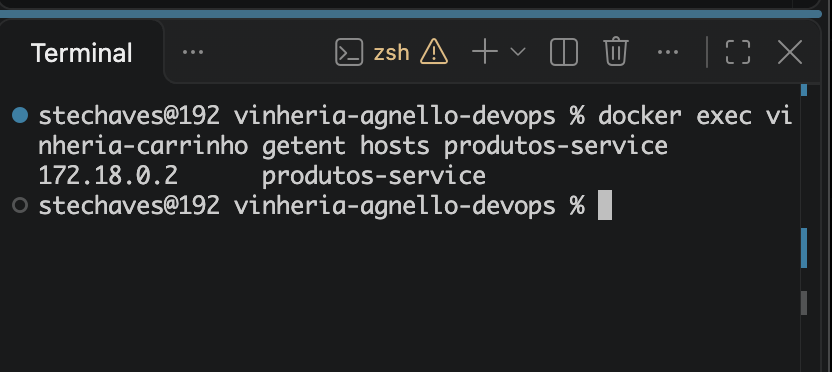 Terminal ··· zsh ···
stechaves@192 vinheria-agnello-devops % docker exec vi
nheria-carrinho getent hosts produtos-service
172.18.0.2      produtos-service
stechaves@192 vinheria-agnello-devops %